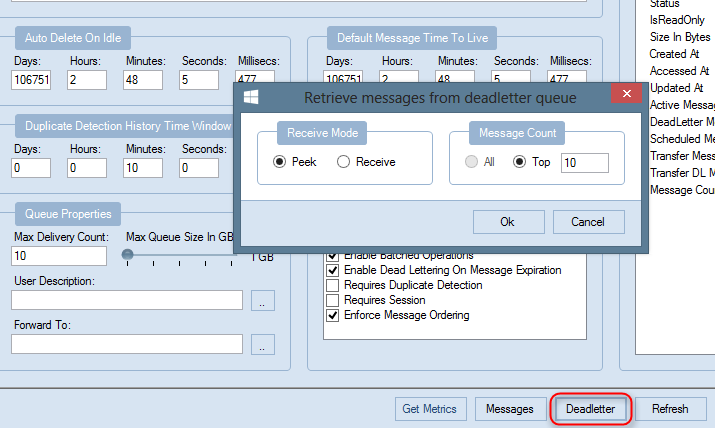 Status
IsReadOnly
Size In Bytes
Created At
Accessed At
Updated At
Active Messag
DeadLetter M
Scheduled Me
Transfer Messa
Transfer DL M
Message Cou
Auto Delete On Idle
Days: Hours: Minutes: Seconds: Millisecs:
106751 2 48 5 477
Default Message Time To Live
Days: Hours: Minutes: Seconds: Millisecs:
106751 2 48 5 477
Duplicate Detection History Time Window
Days: Hours: Minutes: Seconds:
0 0 10 0
Retrieve messages from deadletter queue
Receive Mode
Peek Receive
Message Count
All Top 10
Ok Cancel
Queue Properties
Max Delivery Count: Max Queue Size In GB
10 1 GB
User Description:
..
Forward To:
..
Enable Batched Operations
Enable Dead Lettering On Message Expiration
Requires Duplicate Detection
Requires Session
Enforce Message Ordering
Get Metrics Messages Deadletter Refresh